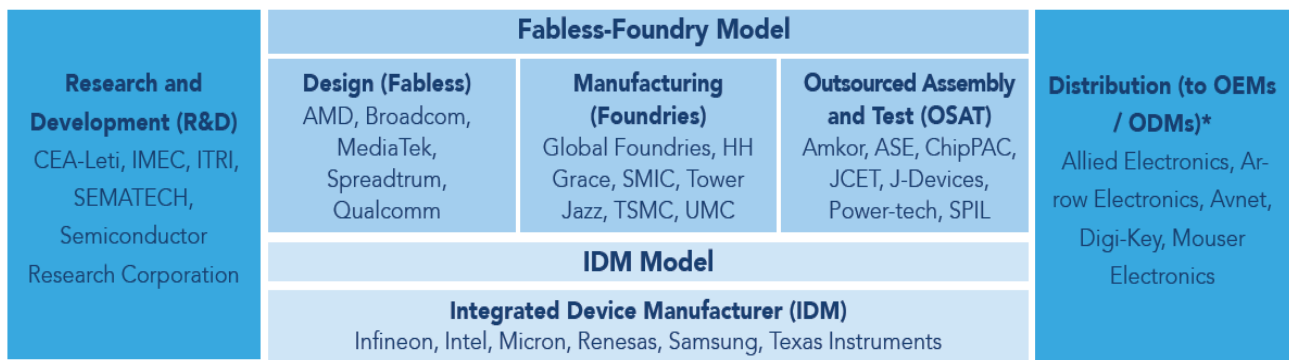 Research and
Development (R&D)
CEA-Leti, IMEC, ITRI,
SEMATECH,
Semiconductor
Research Corporation
Fabless-Foundry Model
Design (Fabless)
AMD, Broadcom,
MediaTek,
Spreadtrum,
Qualcomm
Manufacturing
(Foundries)
Global Foundries, HH
Grace, SMIC, Tower
Jazz, TSMC, UMC
Outsourced Assembly
and Test (OSAT)
Amkor, ASE, ChipPAC,
JCET, J-Devices,
Power-tech, SPIL
IDM Model
Integrated Device Manufacturer (IDM)
Infineon, Intel, Micron, Renesas, Samsung, Texas Instruments
Distribution (to OEMs
/ ODMs)*
Allied Electronics, Ar-
row Electronics, Avnet,
Digi-Key, Mouser
Electronics